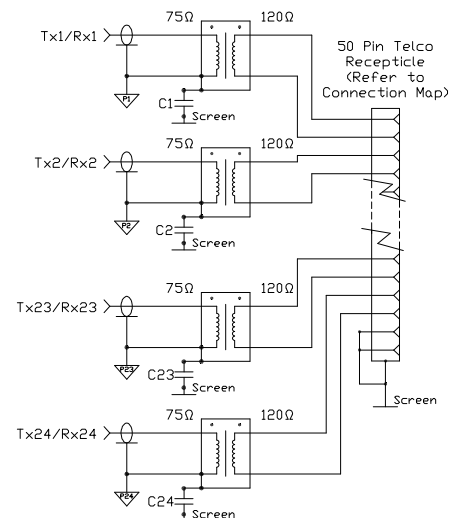 75Ω 120Ω
Tx1/Rx1
P1
C1
Screen
50 Pin Telco
Recepticle
(Refer to
Connection Map)
75Ω 120Ω
Tx2/Rx2
P2
C2
Screen
75Ω 120Ω
Tx23/Rx23
P23
C23
Screen
Screen
75Ω 120Ω
Tx24/Rx24
P24
C24
Screen